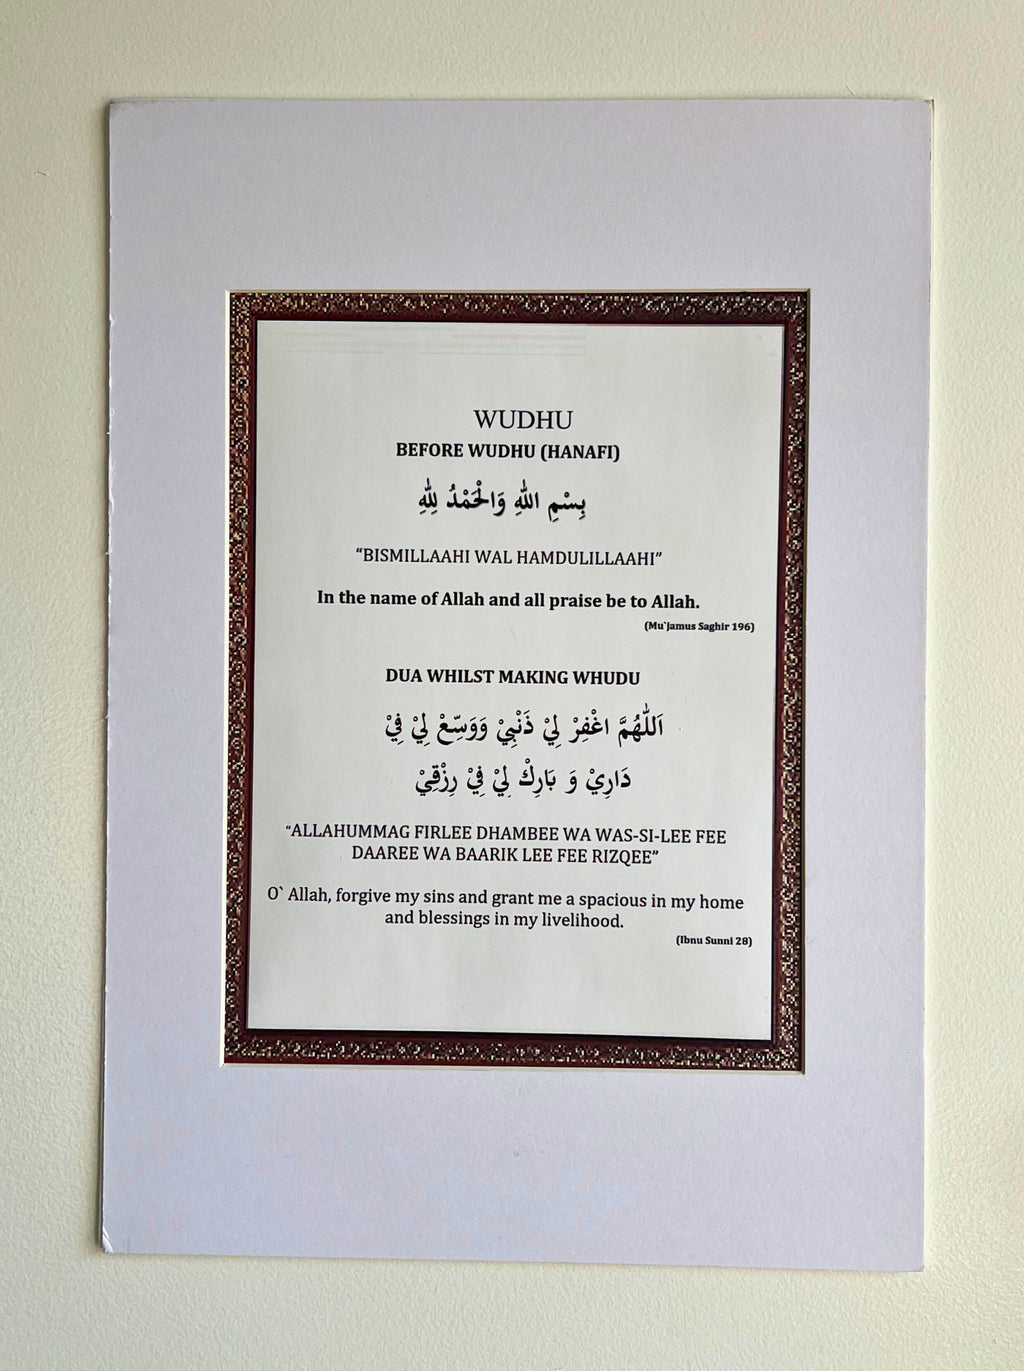 WUDHU
BEFORE WUDHU (HANAFI)
بِسْمِ اللّٰهِ وَالْحَمْدُ لِلّٰهِ
“BISMILLAAHI WAL HAMDULILLAAHI”
In the name of Allah and all praise be to Allah.
(Mu`jamus Saghir 196)
DUA WHILST MAKING WHUDU
اَللّٰهُمَّ اغْفِرْ لِيْ ذَنْبِيْ وَوَسِّعْ لِيْ فِيْ
دَارِيْ وَ بَارِكْ لِيْ فِيْ رِزْقِيْ
“ALLAHUMMAG FIRLEE DHAMBEE WA WAS-SI-LEE FEE
DAAREE WA BAARIK LEE FEE RIZQEE”
O` Allah, forgive my sins and grant me a spacious in my home
and blessings in my livelihood.
(Ibnu Sunni 28)